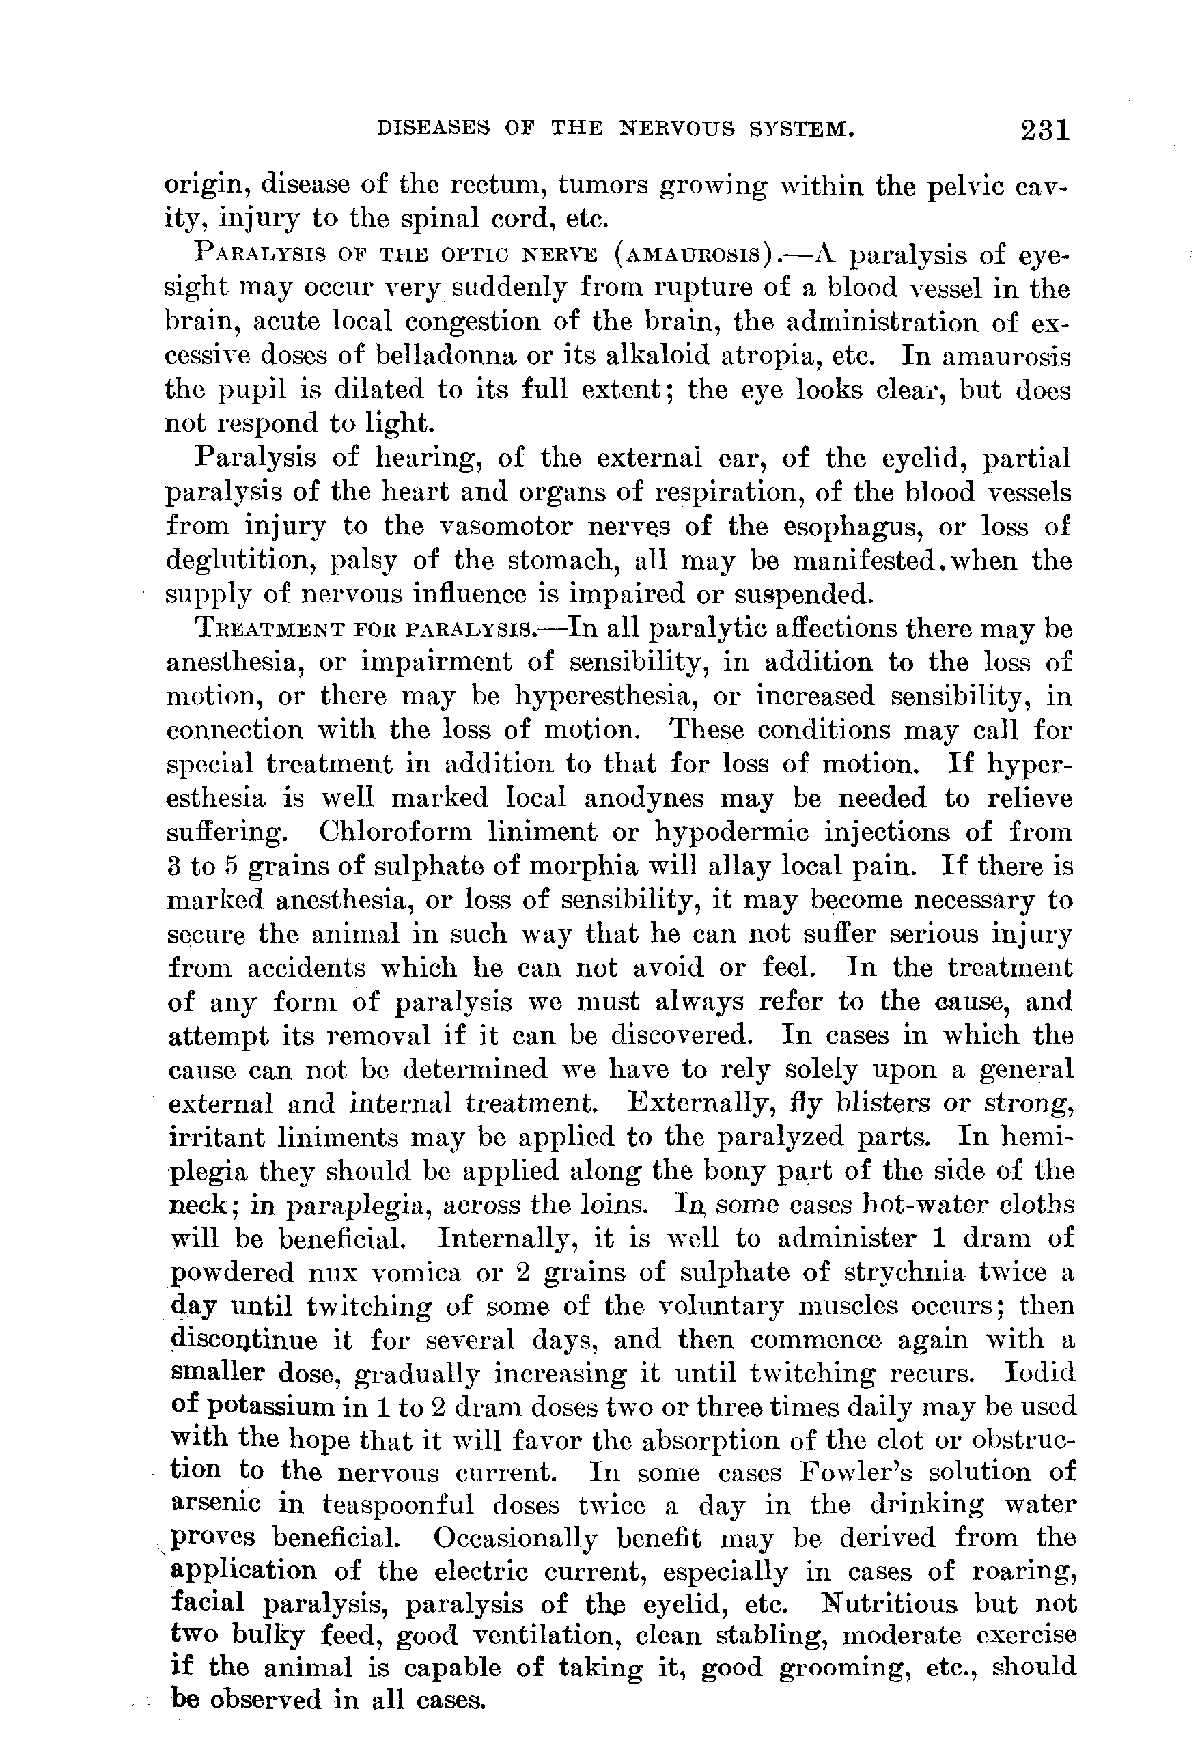 DISEASES OF THE NERVOUS SYSTEM. 231
origin, disease of the rectum, tumors growing within the pelvic cav-
ity, injury to the spinal cord, etc.
PARALYSIS OF THE OPTIC NERVE (AMAUROSIS).—A paralysis of eye-
sight may occur very suddenly from rupture of a blood vessel in the
brain, acute local congestion of the brain, the administration of ex-
cessive doses of belladonna or its alkaloid atropia, etc. In amaurosis
the pupil is dilated to its full extent; the eye looks clear, but does
not respond to light.
Paralysis of hearing, of the external ear, of the eyelid, partial
paralysis of the heart and organs of respiration, of the blood vessels
from injury to the vasomotor nerves of the esophagus, or loss of
deglutition, palsy of the stomach, all may be manifested when the
supply of nervous influence is impaired or suspended.
TREATMENT FOR PARALYSIS.—In all paralytic affections there may be
anesthesia, or impairment of sensibility, in addition to the loss of
motion, or there may be hyperesthesia, or increased sensibility, in
connection with the loss of motion. These conditions may call for
special treatment in addition to that for loss of motion. If hyper-
esthesia is well marked local anodynes may be needed to relieve
suffering. Chloroform liniment or hypodermic injections of from
3 to 5 grains of sulphate of morphia will allay local pain. If there is
marked anesthesia, or loss of sensibility, it may become necessary to
secure the animal in such way that he can not suffer serious injury
from accidents which he can not avoid or feel. In the treatment
of any form of paralysis we must always refer to the cause, and
attempt its removal if it can be discovered. In cases in which the
cause can not be determined we have to rely solely upon a general
external and internal treatment. Externally, fly blisters or strong,
irritant liniments may be applied to the paralyzed parts. In hemi-
plegia they should be applied along the bony part of the side of the
neck; in paraplegia, across the loins. In some cases hot-water cloths
will be beneficial. Internally, it is well to administer 1 dram of
powdered nux vomica or 2 grains of sulphate of strychnia twice a
day until twitching of some of the voluntary muscles occurs; then
discontinue it for several days, and then commence again with a
smaller dose, gradually increasing it until twitching recurs. Iodid
of potassium in 1 to 2 dram doses two or three times daily may be used
with the hope that it will favor the absorption of the clot or obstruc-
tion to the nervous current. In some cases Fowler's solution of
arsenic in teaspoonful doses twice a day in the drinking water
proves beneficial. Occasionally benefit may be derived from the
application of the electric current, especially in cases of roaring,
facial paralysis, paralysis of the eyelid, etc. Nutritious but not
two bulky feed, good ventilation, clean stabling, moderate exercise
if the animal is capable of taking it, good grooming, etc., should
be observed in all cases.